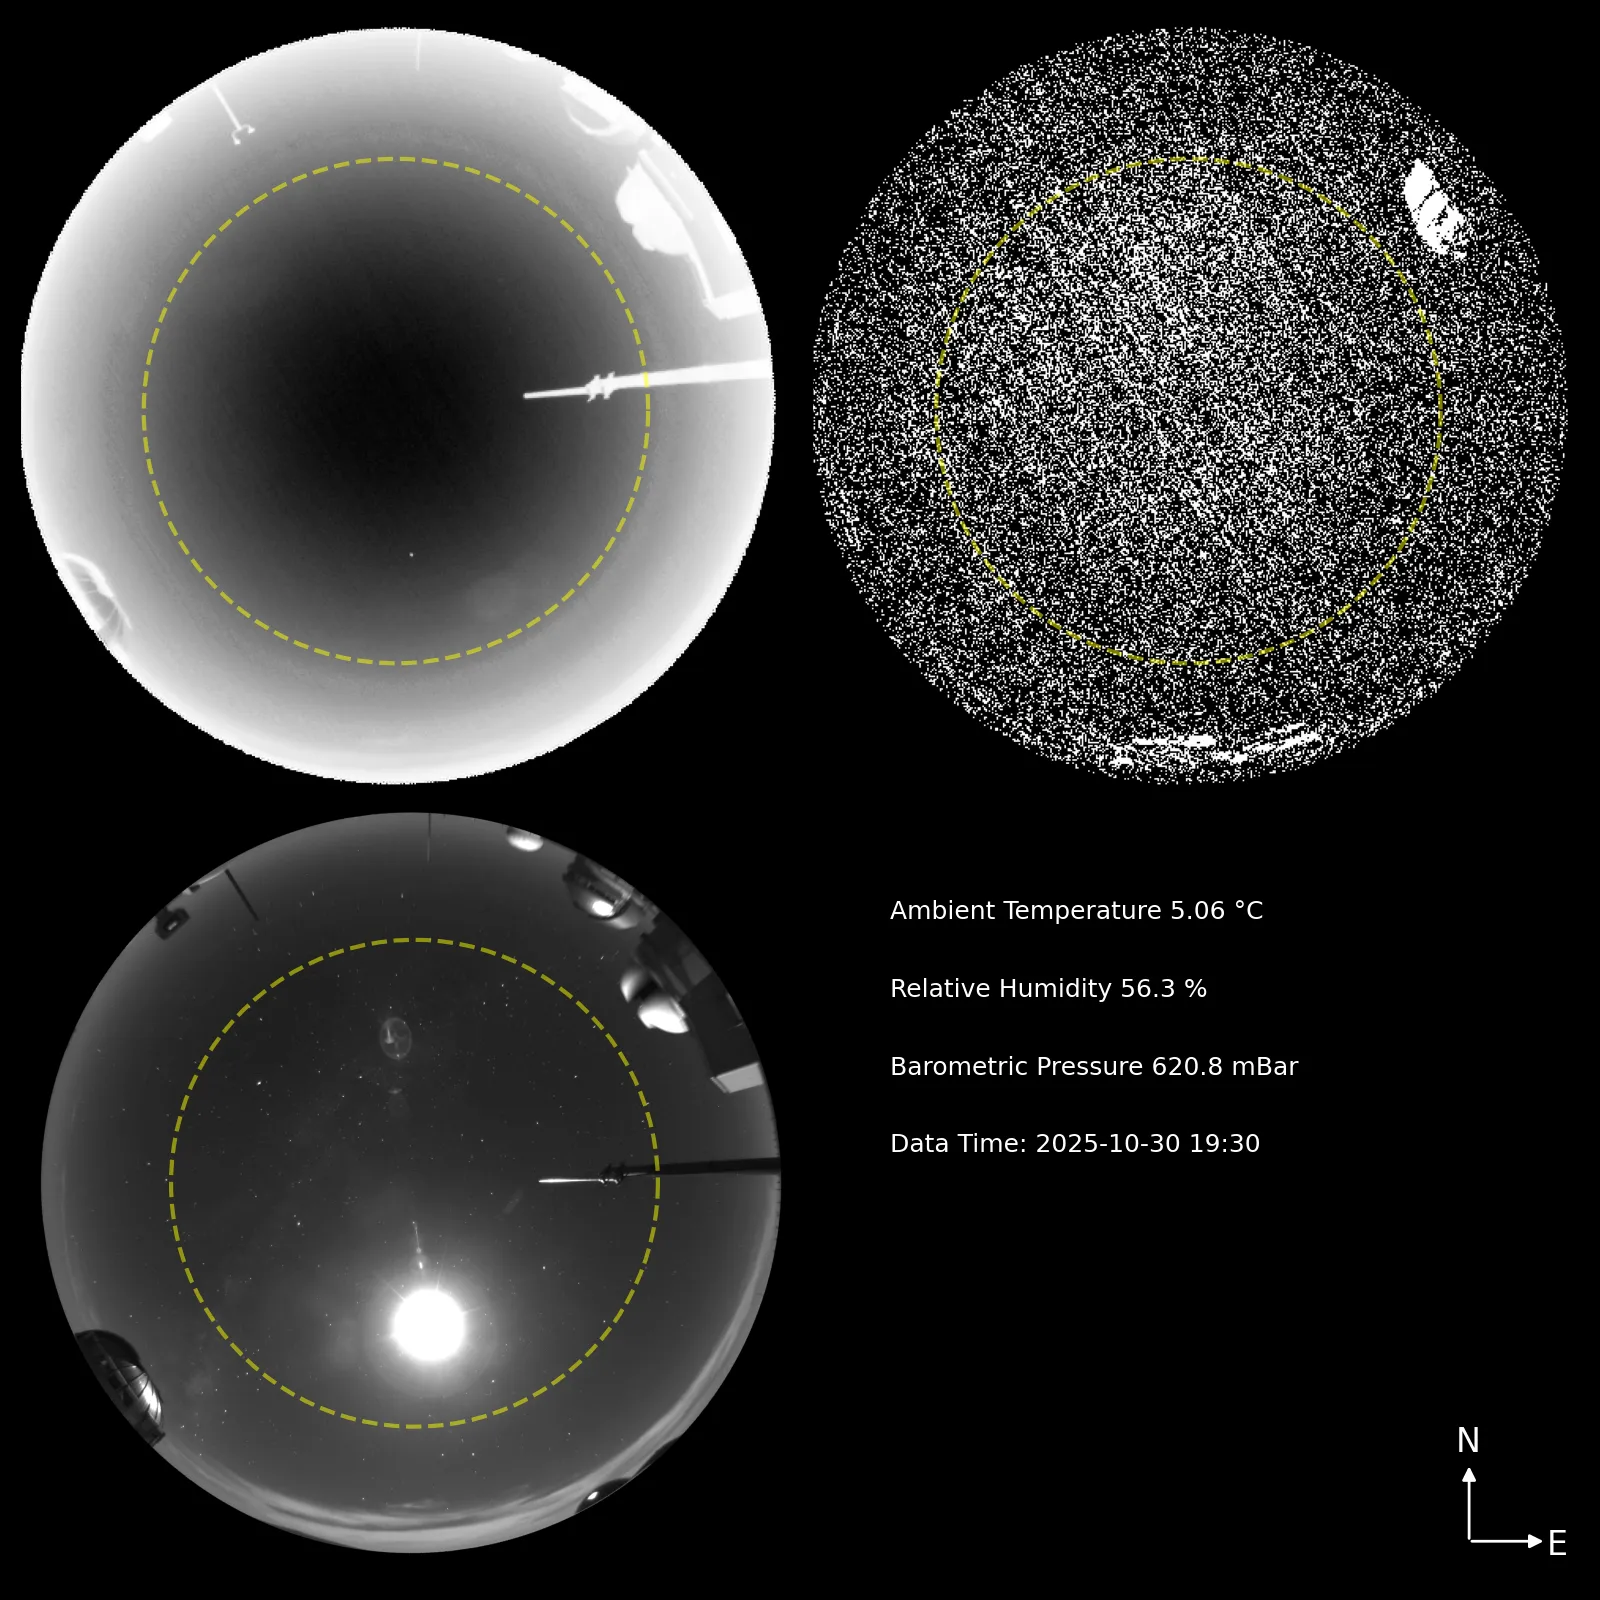 Ambient Temperature 5.06 °C
Relative Humidity 56.3 %
Barometric Pressure 620.8 mBar
Data Time: 2025-10-30 19:30
N
E